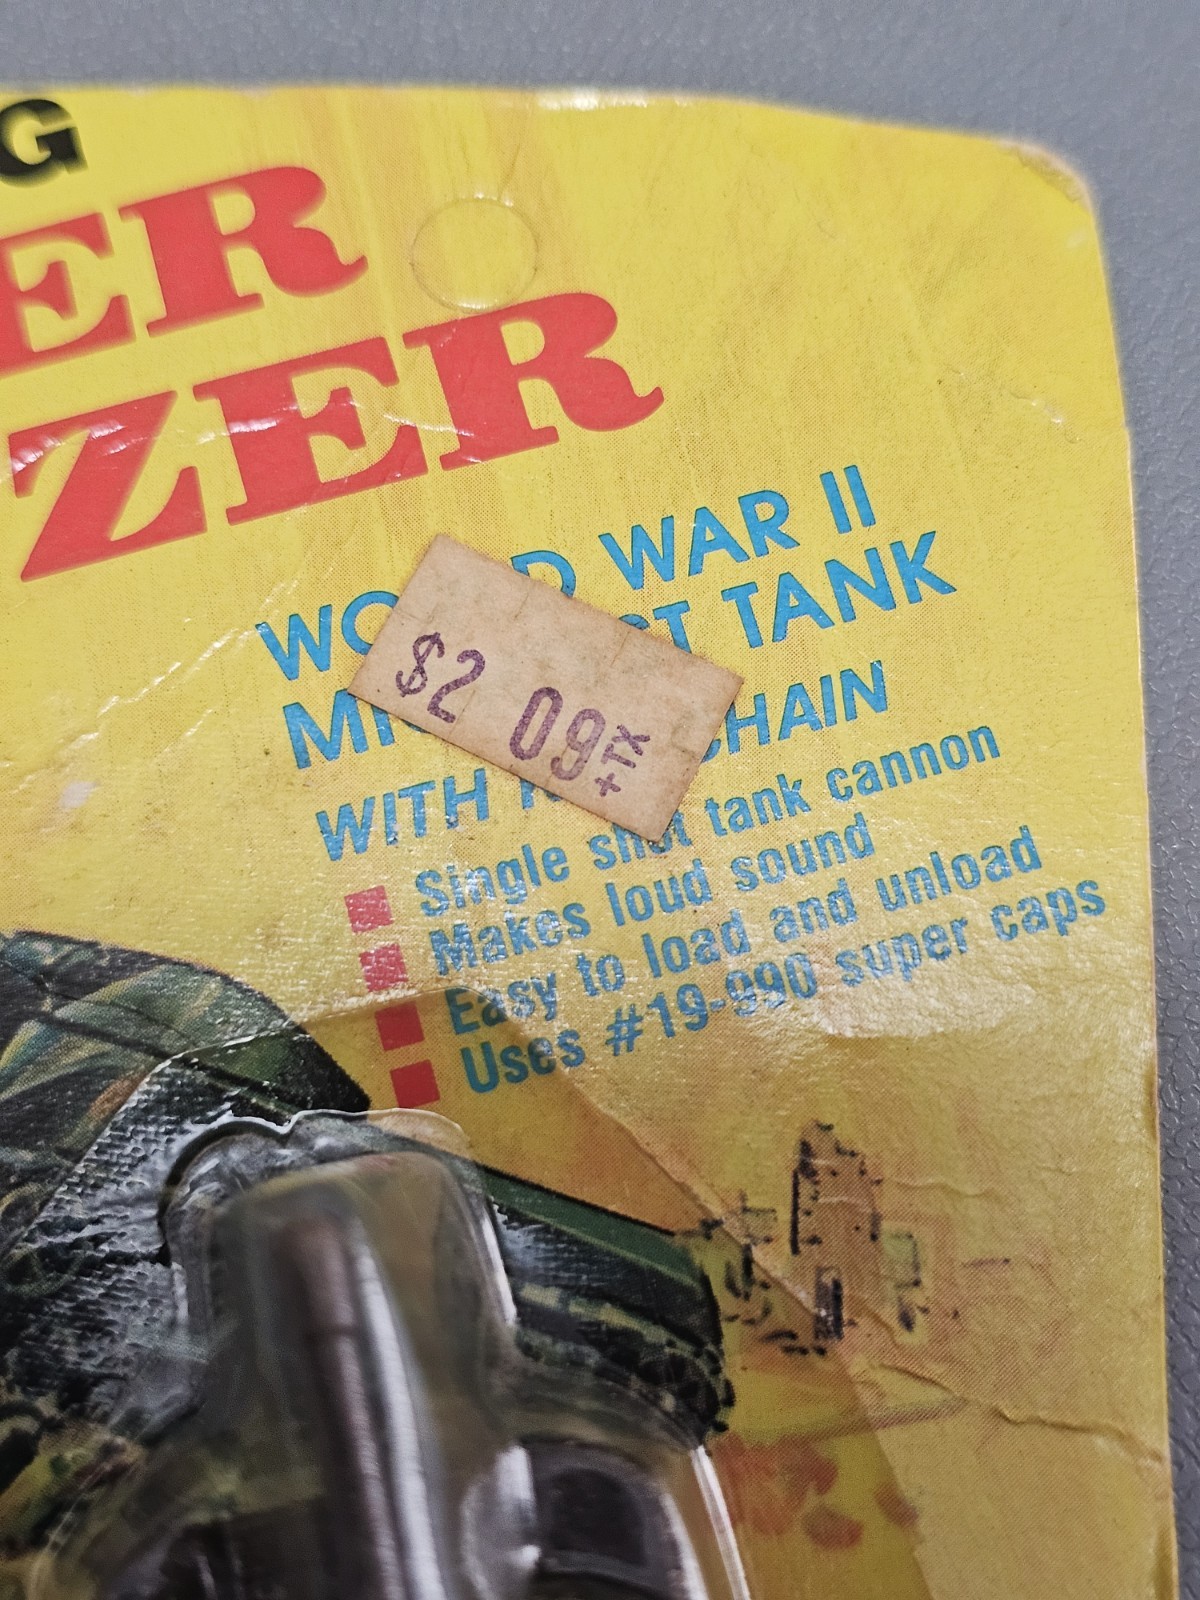 G
ER
ZER
WO D WAR II
MI ST TANK
WITH K CHAIN
$2 09 +TX
Single shot tank cannon
Makes loud sound
Easy to load and unload
Uses #19-990 super caps